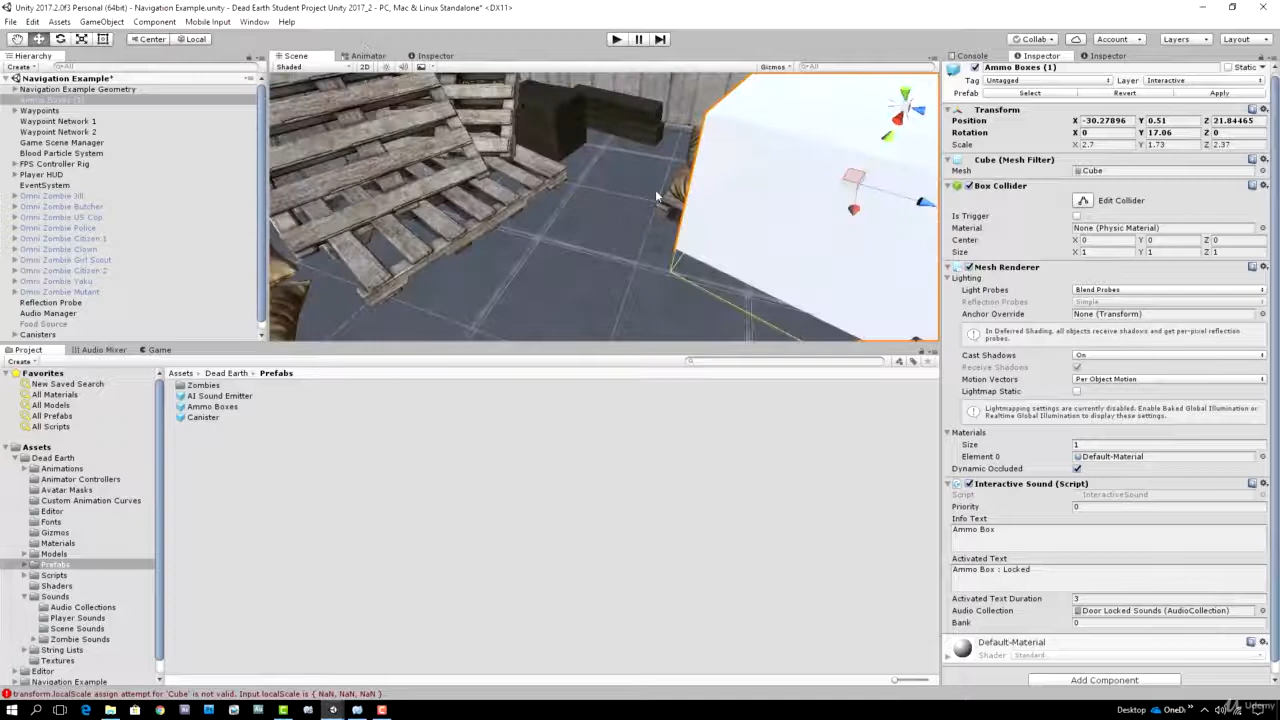 Unity 2017.2.0f3 Personal (64bit) - Navigation Example.unity - Dead Earth Student Project Unity 2017_2 - PC, Mac & Linux Standalone* <DX11>
File Edit Assets GameObject Component Mobile Input Window Help
Center Local Collab Account Layers Layout
Hierarchy Scene Animator Inspector Console Inspector Inspector
Create All Shaded 2D Gizmos All
Navigation Example*
Navigation Example Geometry
Ammo Boxes (1)
Waypoints
Waypoint Network 1
Waypoint Network 2
Game Scene Manager
Blood Particle System
FPS Controller Rig
Player HUD
EventSystem
Omni Zombie Jill
Omni Zombie Butcher
Omni Zombie US Cop
Omni Zombie Police
Omni Zombie Citizen 1
Omni Zombie Clown
Omni Zombie Girl Scout
Omni Zombie Citizen 2
Omni Zombie Yaku
Omni Zombie Mutant
Reflection Probe
Audio Manager
Food Source
Canisters
Ammo Boxes (1) Static
Tag Untagged Layer Interactive
Prefab Select Revert Apply
Transform
Position X -30.27896 Y 0.51 Z 21.84465
Rotation X 0 Y 17.06 Z 0
Scale X 2.7 Y 1.73 Z 2.37
Cube (Mesh Filter)
Mesh Cube
Box Collider
Edit Collider
Is Trigger
Material None (Physic Material)
Center X 0 Y 0 Z 0
Size X 1 Y 1 Z 1
Mesh Renderer
Lighting
Light Probes Blend Probes
Reflection Probes Simple
Anchor Override None (Transform)
In Deferred Shading, all objects receive shadows and get per-pixel reflection
probes.
Cast Shadows On
Receive Shadows
Motion Vectors Per Object Motion
Lightmap Static
Lightmapping settings are currently disabled. Enable Baked Global Illumination or
Realtime Global Illumination to display these settings.
Materials
Size 1
Element 0 Default-Material
Dynamic Occluded
Interactive Sound (Script)
Script InteractiveSound
Priority 0
Info Text
Ammo Box
Activated Text
Ammo Box : Locked
Activated Text Duration 3
Audio Collection Door Locked Sounds (AudioCollection)
Bank 0
Default-Material
Shader Standard
Add Component
Project Audio Mixer Game
Create
Favorites
New Saved Search
All Materials
All Models
All Prefabs
All Scripts
Assets
Dead Earth
Animations
Animator Controllers
Avatar Masks
Custom Animation Curves
Editor
Fonts
Gizmos
Materials
Models
Prefabs
Scripts
Shaders
Sounds
Audio Collections
Player Sounds
Scene Sounds
Zombie Sounds
String Lists
Textures
Editor
Navigation Example
Assets Dead Earth Prefabs
Zombies
AI Sound Emitter
Ammo Boxes
Canister
transform.localScale assign attempt for 'Cube' is not valid. Input localScale is { NaN, NaN, NaN }.
Desktop OneDr
Udemy